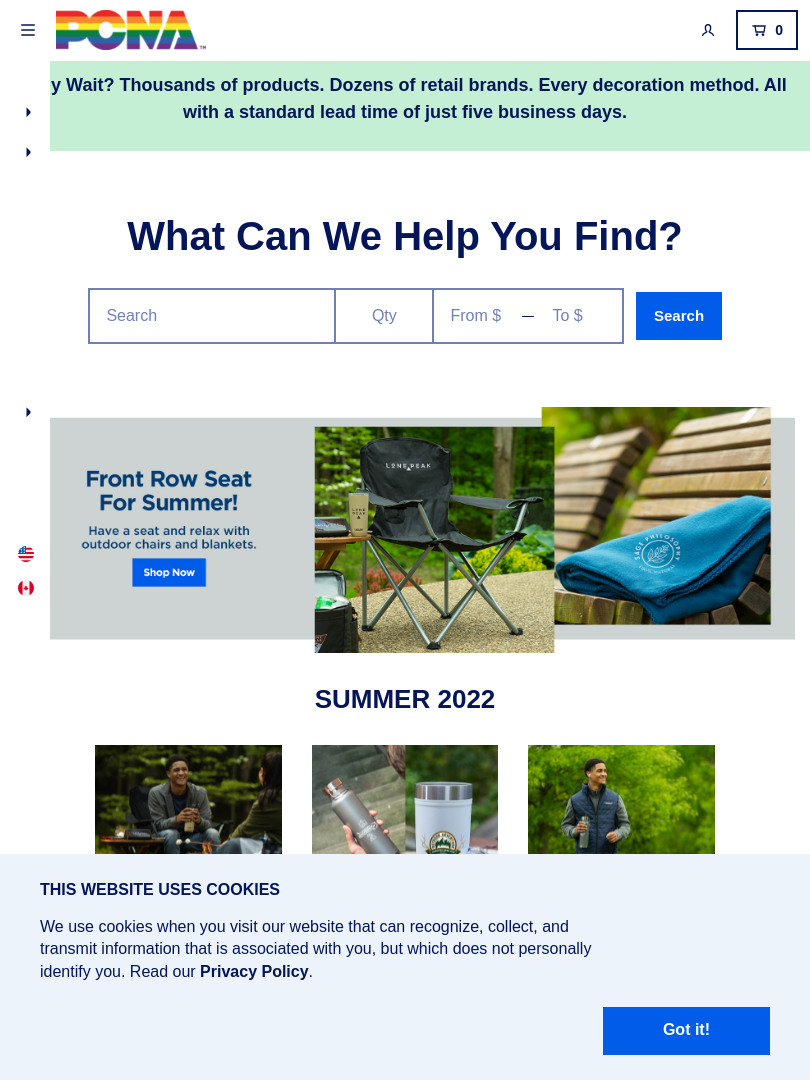 PCNA
TM
0
y Wait? Thousands of products. Dozens of retail brands. Every decoration method. All
with a standard lead time of just five business days.
What Can We Help You Find?
Search
Qty
From $ — To $
Search
Front Row Seat
For Summer!
Have a seat and relax with
outdoor chairs and blankets.
Shop Now
LONE PEAK
LONE
PEAK
SAGE PHILOSOPHY
SUMMER 2022
THIS WEBSITE USES COOKIES
We use cookies when you visit our website that can recognize, collect, and
transmit information that is associated with you, but which does not personally
identify you. Read our Privacy Policy.
Got it!